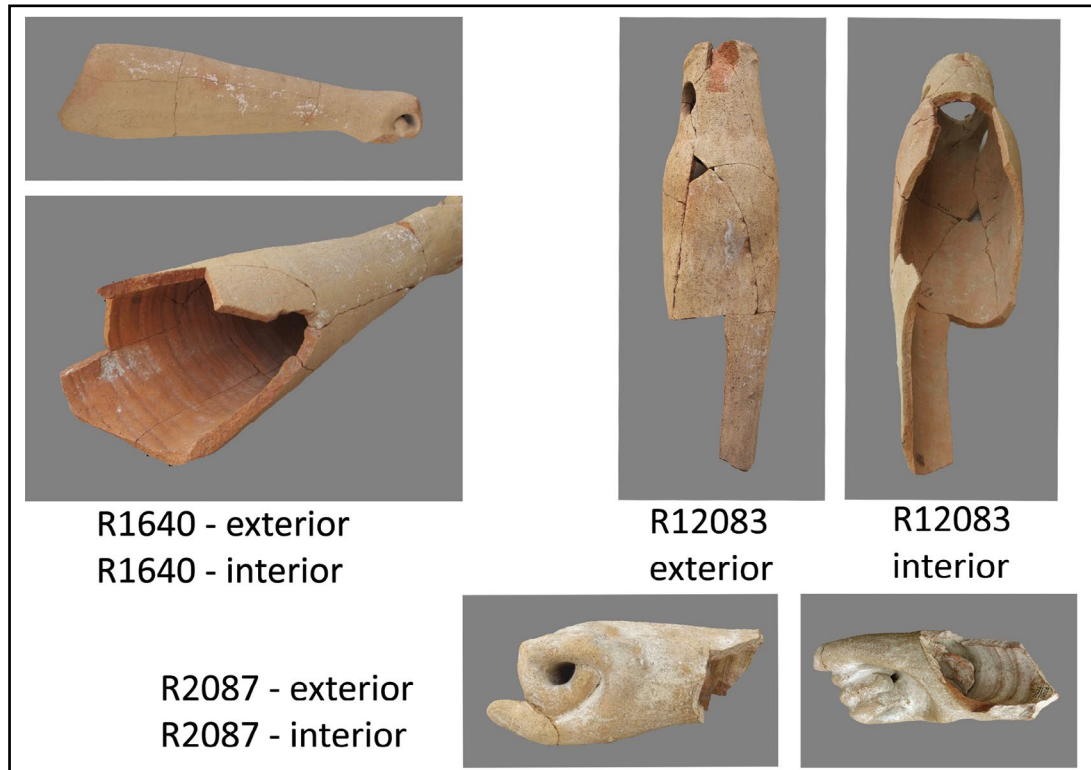 R1640 - exterior
R1640 - interior
R12083
exterior
R12083
interior
R2087 - exterior
R2087 - interior